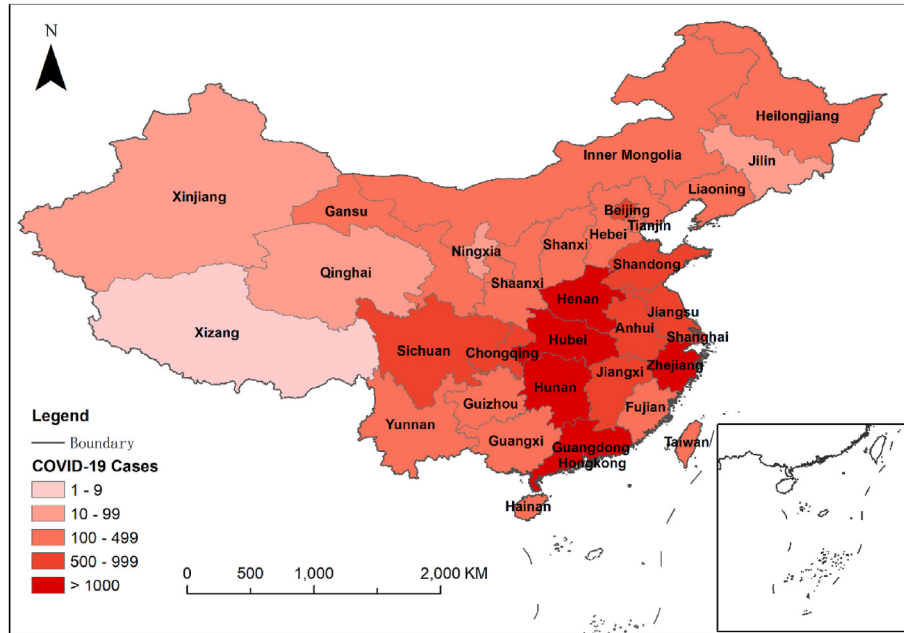 N
Heilongjiang
Inner Mongolia
Jilin
Xinjiang
Liaoning
Gansu
Beijing
Tianjin
Hebei
Shanxi
Ningxia
Shandong
Qinghai
Shaanxi
Henan
Jiangsu
Anhui
Xizang
Shanghai
Hubei
Sichuan
Chongqing
Zhejiang
Jiangxi
Hunan
Guizhou
Fujian
Yunnan
Guangxi
Guangdong
Taiwan
Hongkong
Hainan
Legend
Boundary
COVID-19 Cases
1 - 9
10 - 99
100 - 499
500 - 999
> 1000
0 500 1,000 2,000 KM